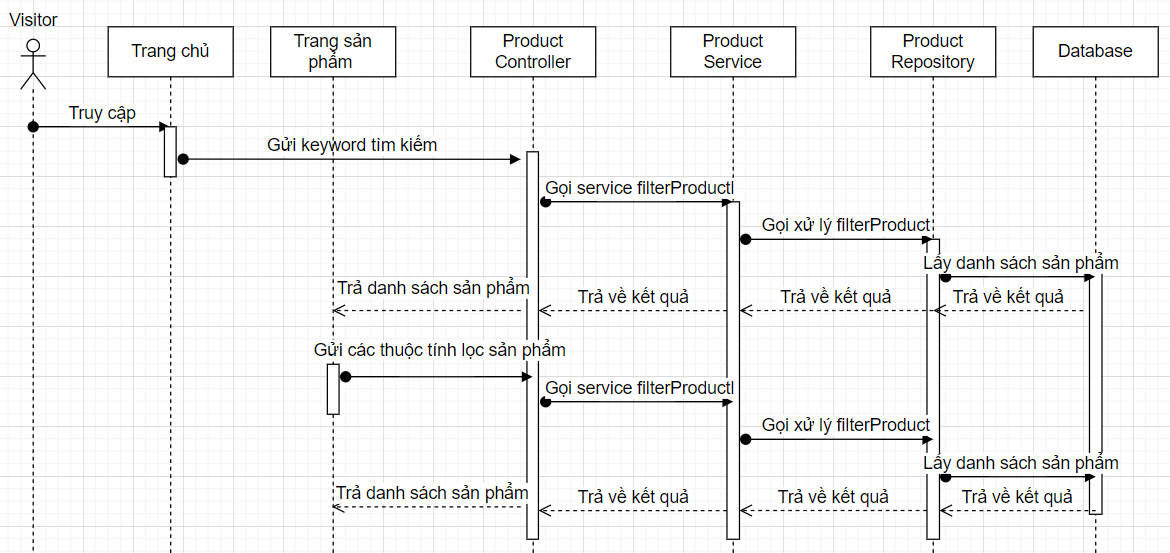 Visitor
Trang chủ
Trang sản
phẩm
Product
Controller
Product
Service
Product
Repository
Database
Truy cập
Gửi keyword tìm kiếm
Gọi service filterProductl
Gọi xử lý filterProduct
Lấy danh sách sản phẩm
Trả danh sách sản phẩm
Trả về kết quả
Trả về kết quả
Trả về kết quả
Gửi các thuộc tính lọc sản phẩm
Gọi service filterProductl
Gọi xử lý filterProduct
Lấy danh sách sản phẩm
Trả danh sách sản phẩm
Trả về kết quả
Trả về kết quả
Trả về kết quả